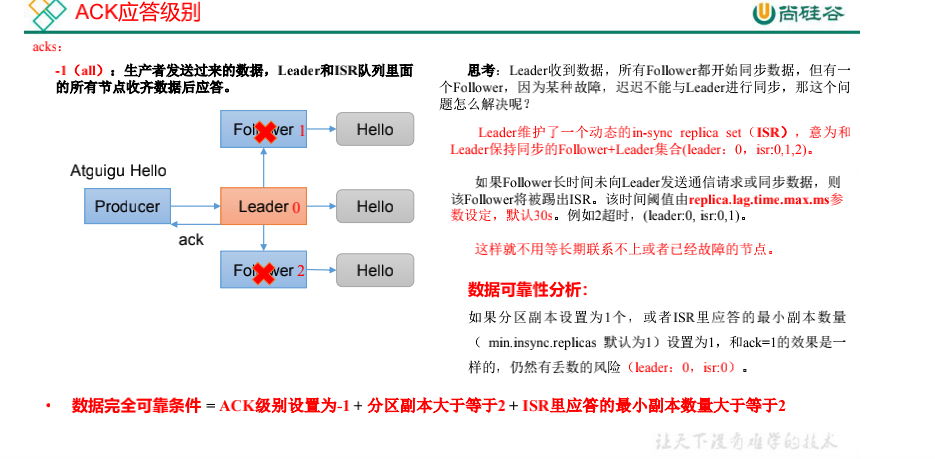 ACK应答级别
尚硅谷
acks：
-1（all）：生产者发送过来的数据，Leader和ISR队列里面
的所有节点收齐数据后应答。
Follower 1
Hello
Atguigu Hello
Producer
Leader 0
Hello
ack
Follower 2
Hello
思考：Leader收到数据，所有Follower都开始同步数据，但有一
个Follower，因为某种故障，迟迟不能与Leader进行同步，那这个问
题怎么解决呢？
Leader维护了一个动态的in-sync replica set（ISR），意为和
Leader保持同步的Follower+Leader集合(leader：0，isr:0,1,2)。
如果Follower长时间未向Leader发送通信请求或同步数据，则
该Follower将被踢出ISR。该时间阈值由replica.lag.time.max.ms参
数设定，默认30s。例如2超时，(leader:0, isr:0,1)。
这样就不用等长期联系不上或者已经故障的节点。
数据可靠性分析：
如果分区副本设置为1个，或者ISR里应答的最小副本数量
（ min.insync.replicas 默认为1）设置为1，和ack=1的效果是一
样的，仍然有丢数的风险（leader：0，isr:0）。
• 数据完全可靠条件 = ACK级别设置为-1 + 分区副本大于等于2 + ISR里应答的最小副本数量大于等于2
让天下没有难学的技术